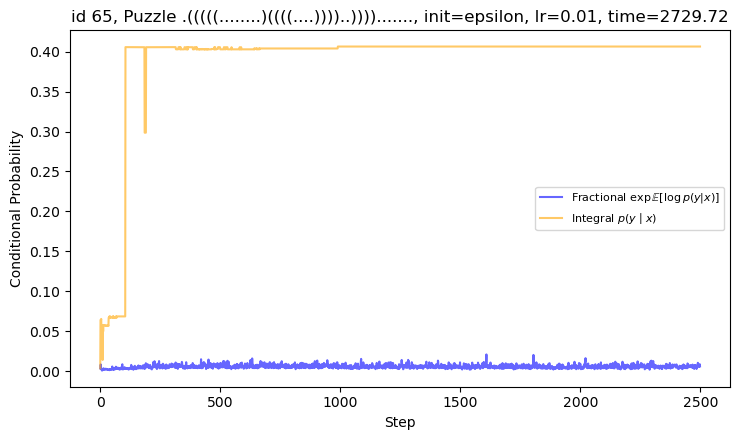 id 65, Puzzle .(((((........)((((....))))..))))......., init=epsilon, lr=0.01, time=2729.72
Conditional Probability
0.40
0.35
0.30
0.25
0.20
0.15
0.10
0.05
0.00
Fractional exp𝔼[log p(y|x)]
Integral p(y | x)
0 500 1000 1500 2000 2500
Step